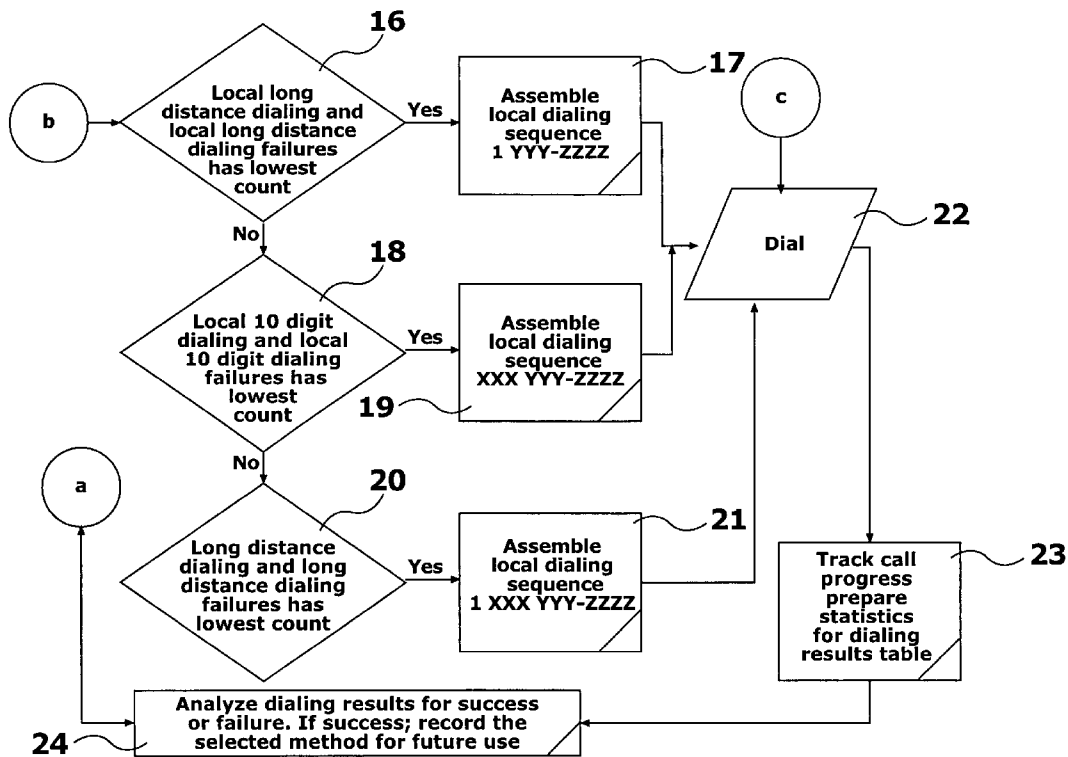 16
b
Local long
distance dialing and
local long distance
dialing failures
has lowest
count
Yes
17
Assemble
local dialing
sequence
1 YYY-ZZZZ
c
No
22
Dial
18
Local 10 digit
dialing and local
10 digit dialing
failures has
lowest
count
Yes
19
Assemble
local dialing
sequence
XXX YYY-ZZZZ
No
a
20
Long distance
dialing and long
distance dialing
failures has
lowest count
Yes
21
Assemble
local dialing
sequence
1 XXX YYY-ZZZZ
23
Track call
progress
prepare
statistics
for dialing
results table
24
Analyze dialing results for success
or failure. If success; record the
selected method for future use